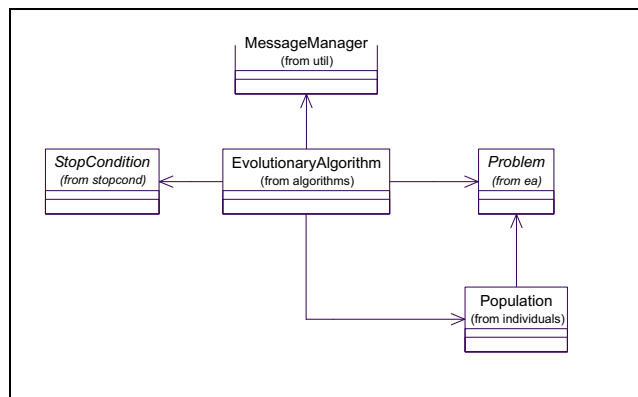 MessageManager
(from util)
StopCondition
(from stopcond)
EvolutionaryAlgorithm
(from algorithms)
Problem
(from ea)
Population
(from individuals)